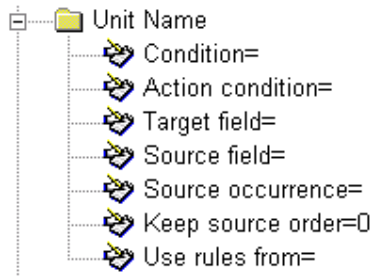 Unit Name
Condition=
Action condition=
Target field=
Source field=
Source occurrence=
Keep source order=0
Use rules from=